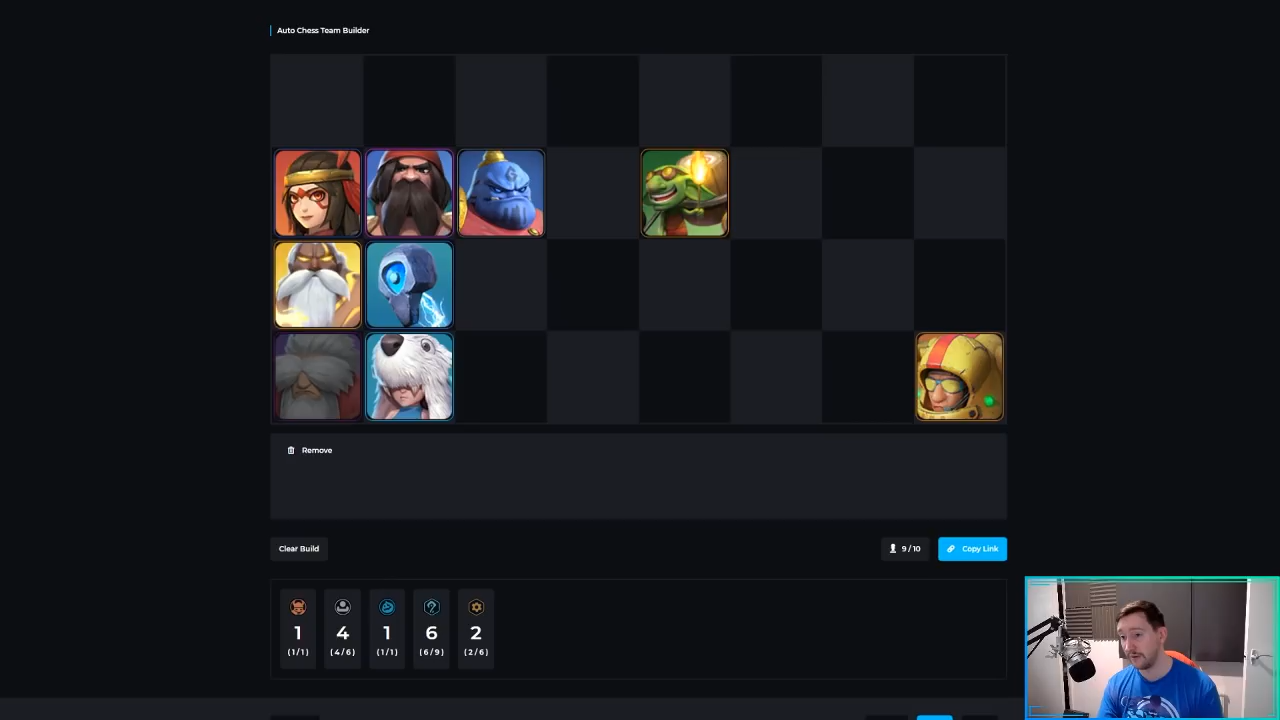 Auto Chess Team Builder
Remove
Clear Build
9 / 10
Copy Link
1 4 1 6 2
(1/1) (4/6) (1/1) (6/9) (2/6)